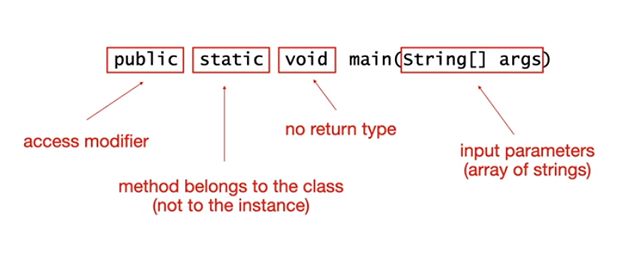 public static void main(String[] args)
access modifier
no return type
method belongs to the class
(not to the instance)
input parameters
(array of strings)